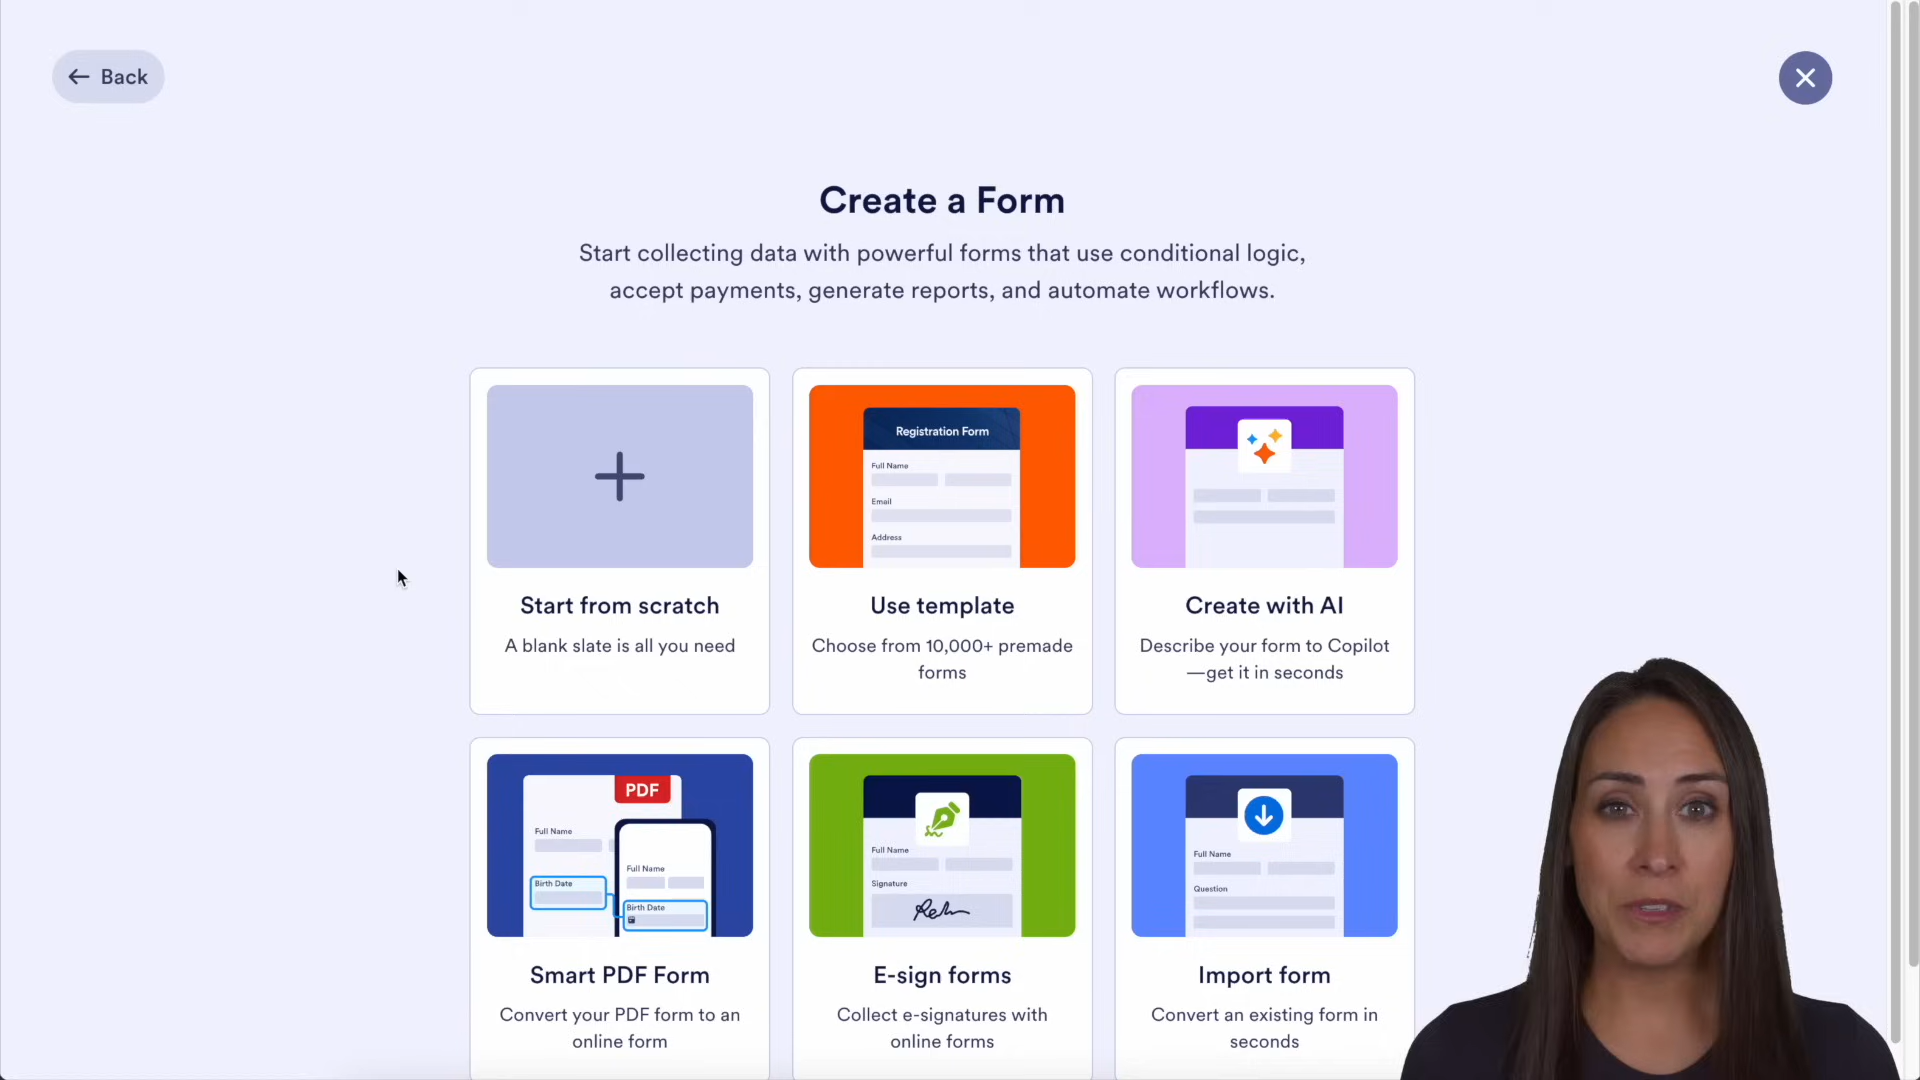 Back
Create a Form
Start collecting data with powerful forms that use conditional logic,
accept payments, generate reports, and automate workflows.
Registration Form
Full Name
Email
Address
Start from scratch
A blank slate is all you need
Use template
Choose from 10,000+ premade
forms
Create with AI
Describe your form to Copilot
—get it in seconds
PDF
Full Name
Birth Date
Full Name
Birth Date
Full Name
Signature
Full Name
Question
Smart PDF Form
Convert your PDF form to an
online form
E-sign forms
Collect e-signatures with
online forms
Import form
Convert an existing form in
seconds